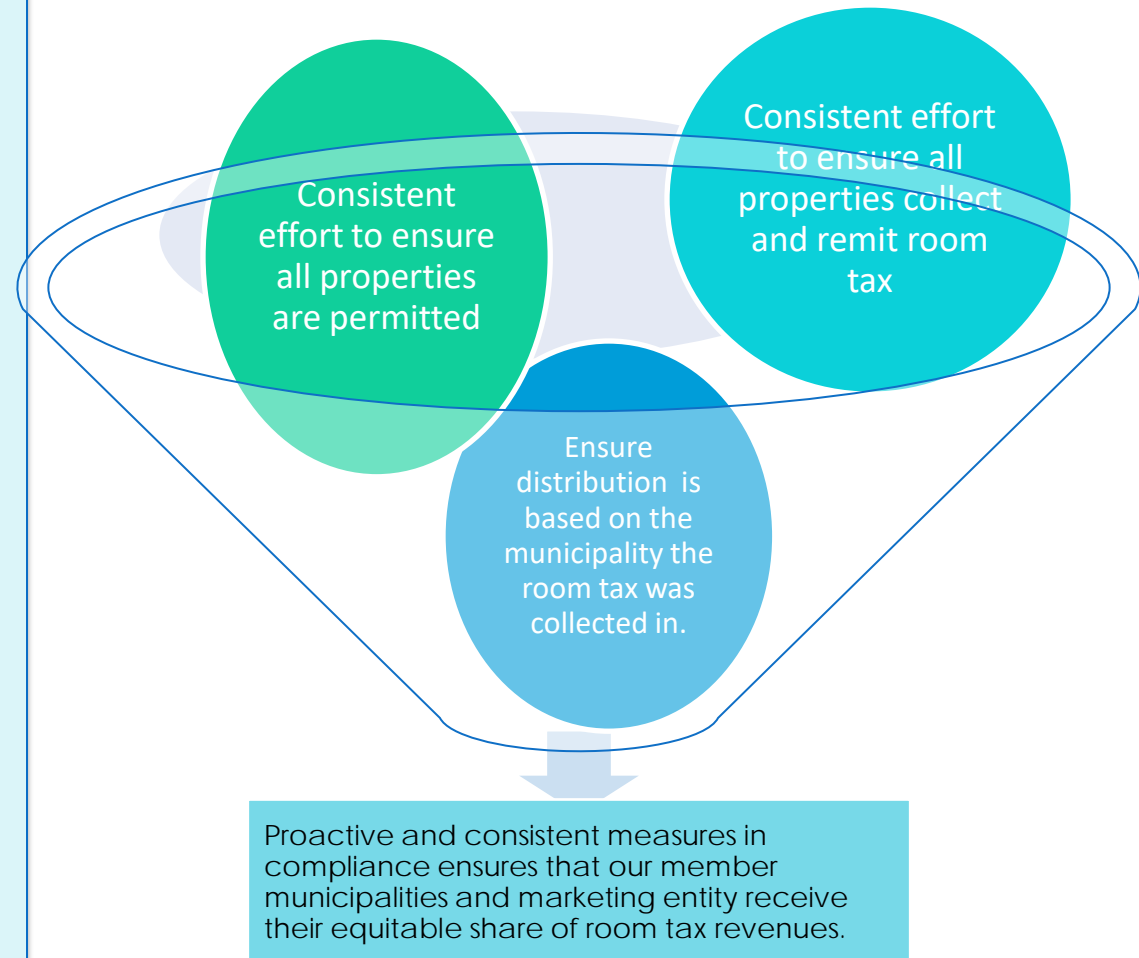 Consistent
effort to ensure
all properties
are permitted
Consistent effort
to ensure all
properties collect
and remit room
tax
Ensure
distribution is
based on the
municipality the
room tax was
collected in.
Proactive and consistent measures in
compliance ensures that our member
municipalities and marketing entity receive
their equitable share of room tax revenues.